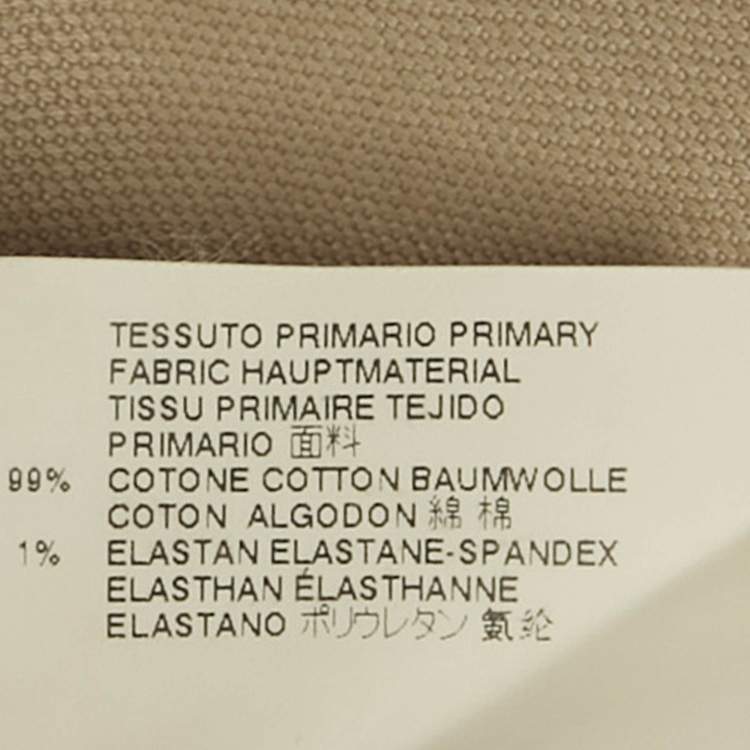 TESSUTO PRIMARIO PRIMARY
FABRIC HAUPTMATERIAL
TISSU PRIMAIRE TEJIDO
PRIMARIO 面料
99% COTONE COTTON BAUMWOLLE
COTON ALGODON 綿 棉
1% ELASTAN ELASTANE-SPANDEX
ELASTHAN ÉLASTHANNE
ELASTANO ポリウレタン 氨纶